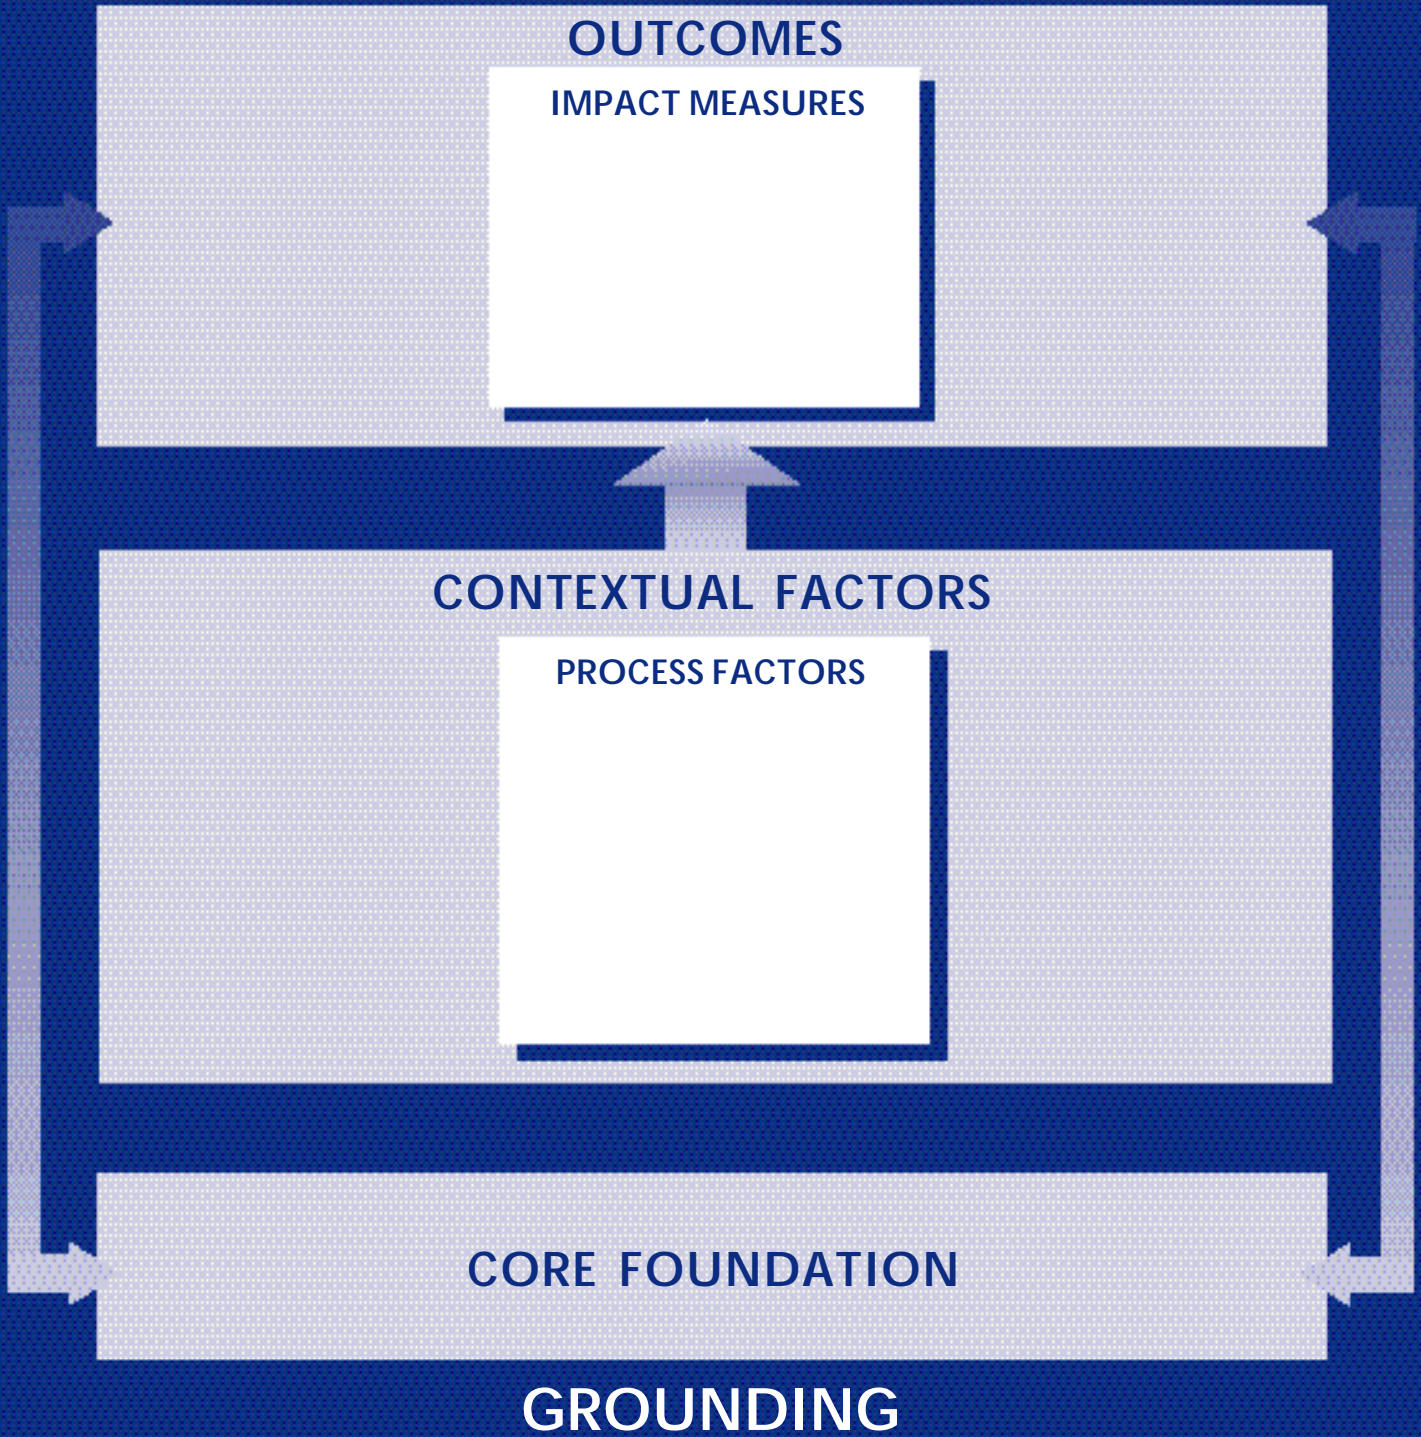 OUTCOMES
IMPACT MEASURES
CONTEXTUAL FACTORS
PROCESS FACTORS
CORE FOUNDATION
GROUNDING